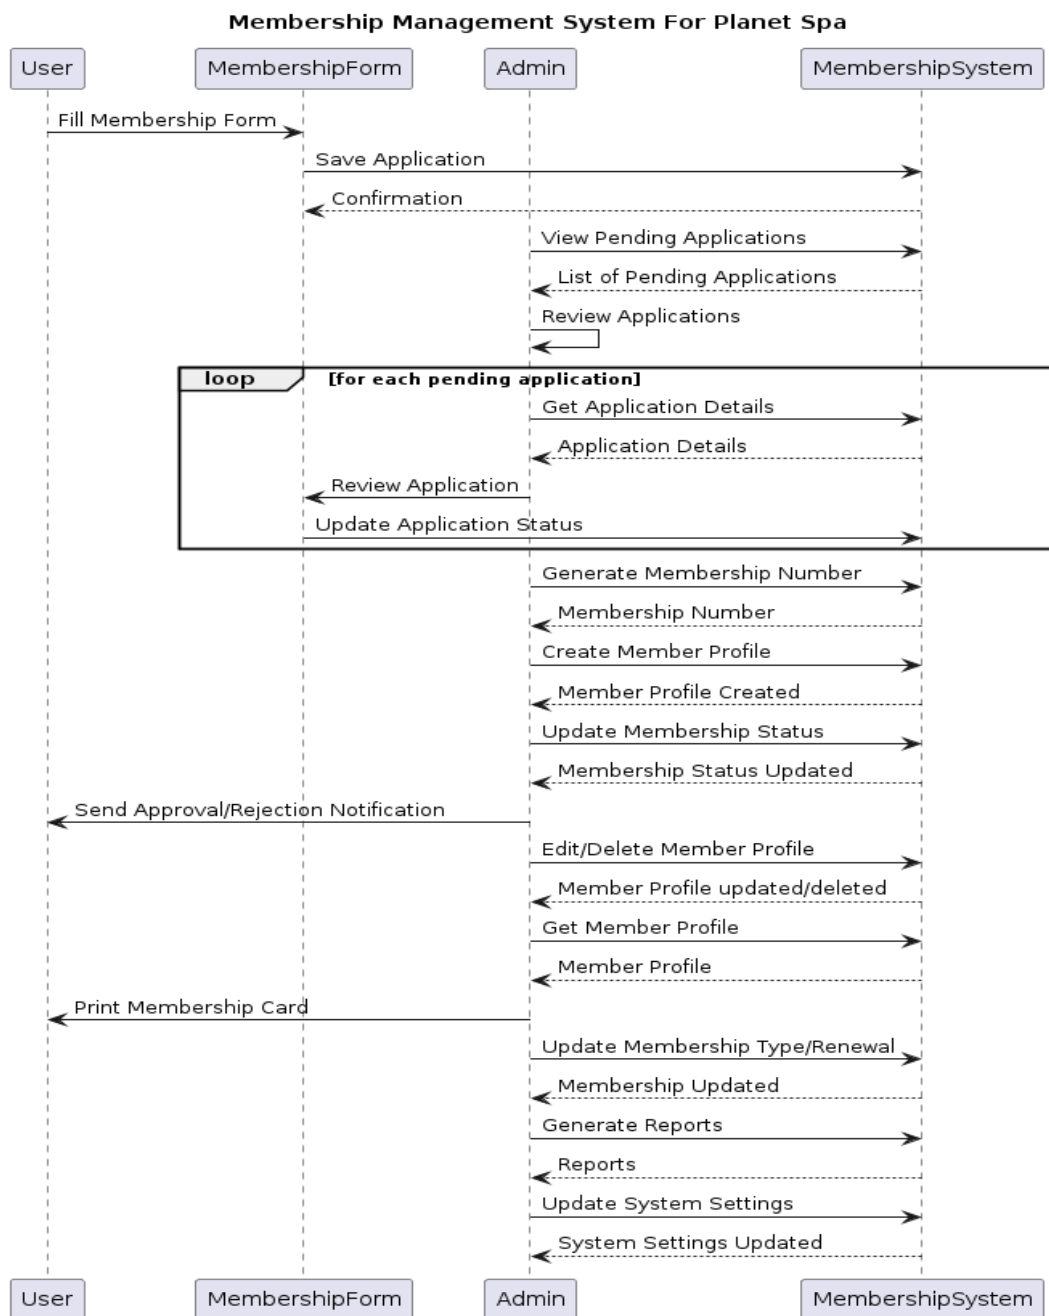 Membership Management System For Planet Spa
User MembershipForm Admin MembershipSystem
Fill Membership Form
Save Application
Confirmation
View Pending Applications
List of Pending Applications
Review Applications
loop [for each pending application]
Get Application Details
Application Details
Review Application
Update Application Status
Generate Membership Number
Membership Number
Create Member Profile
Member Profile Created
Update Membership Status
Membership Status Updated
Send Approval/Rejection Notification
Edit/Delete Member Profile
Member Profile updated/deleted
Get Member Profile
Member Profile
Print Membership Card
Update Membership Type/Renewal
Membership Updated
Generate Reports
Reports
Update System Settings
System Settings Updated
User MembershipForm Admin MembershipSystem